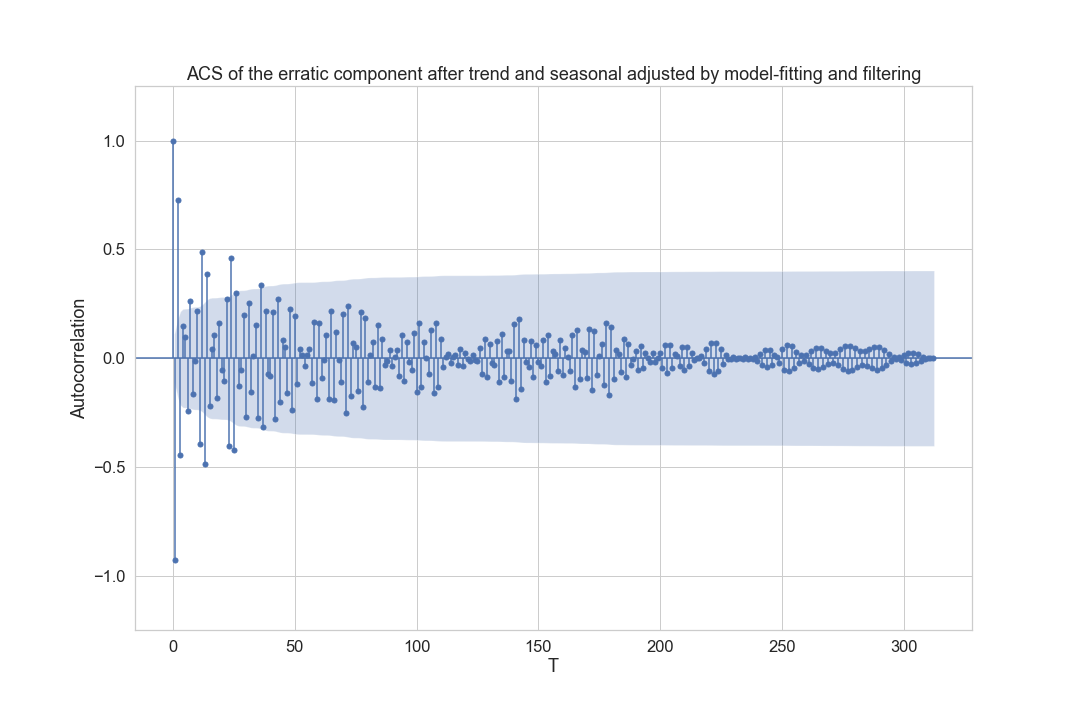 ACS of the erratic component after trend and seasonal adjusted by model-fitting and filtering
1.0
0.5
0.0
−0.5
−1.0
Autocorrelation
0 50 100 150 200 250 300
T